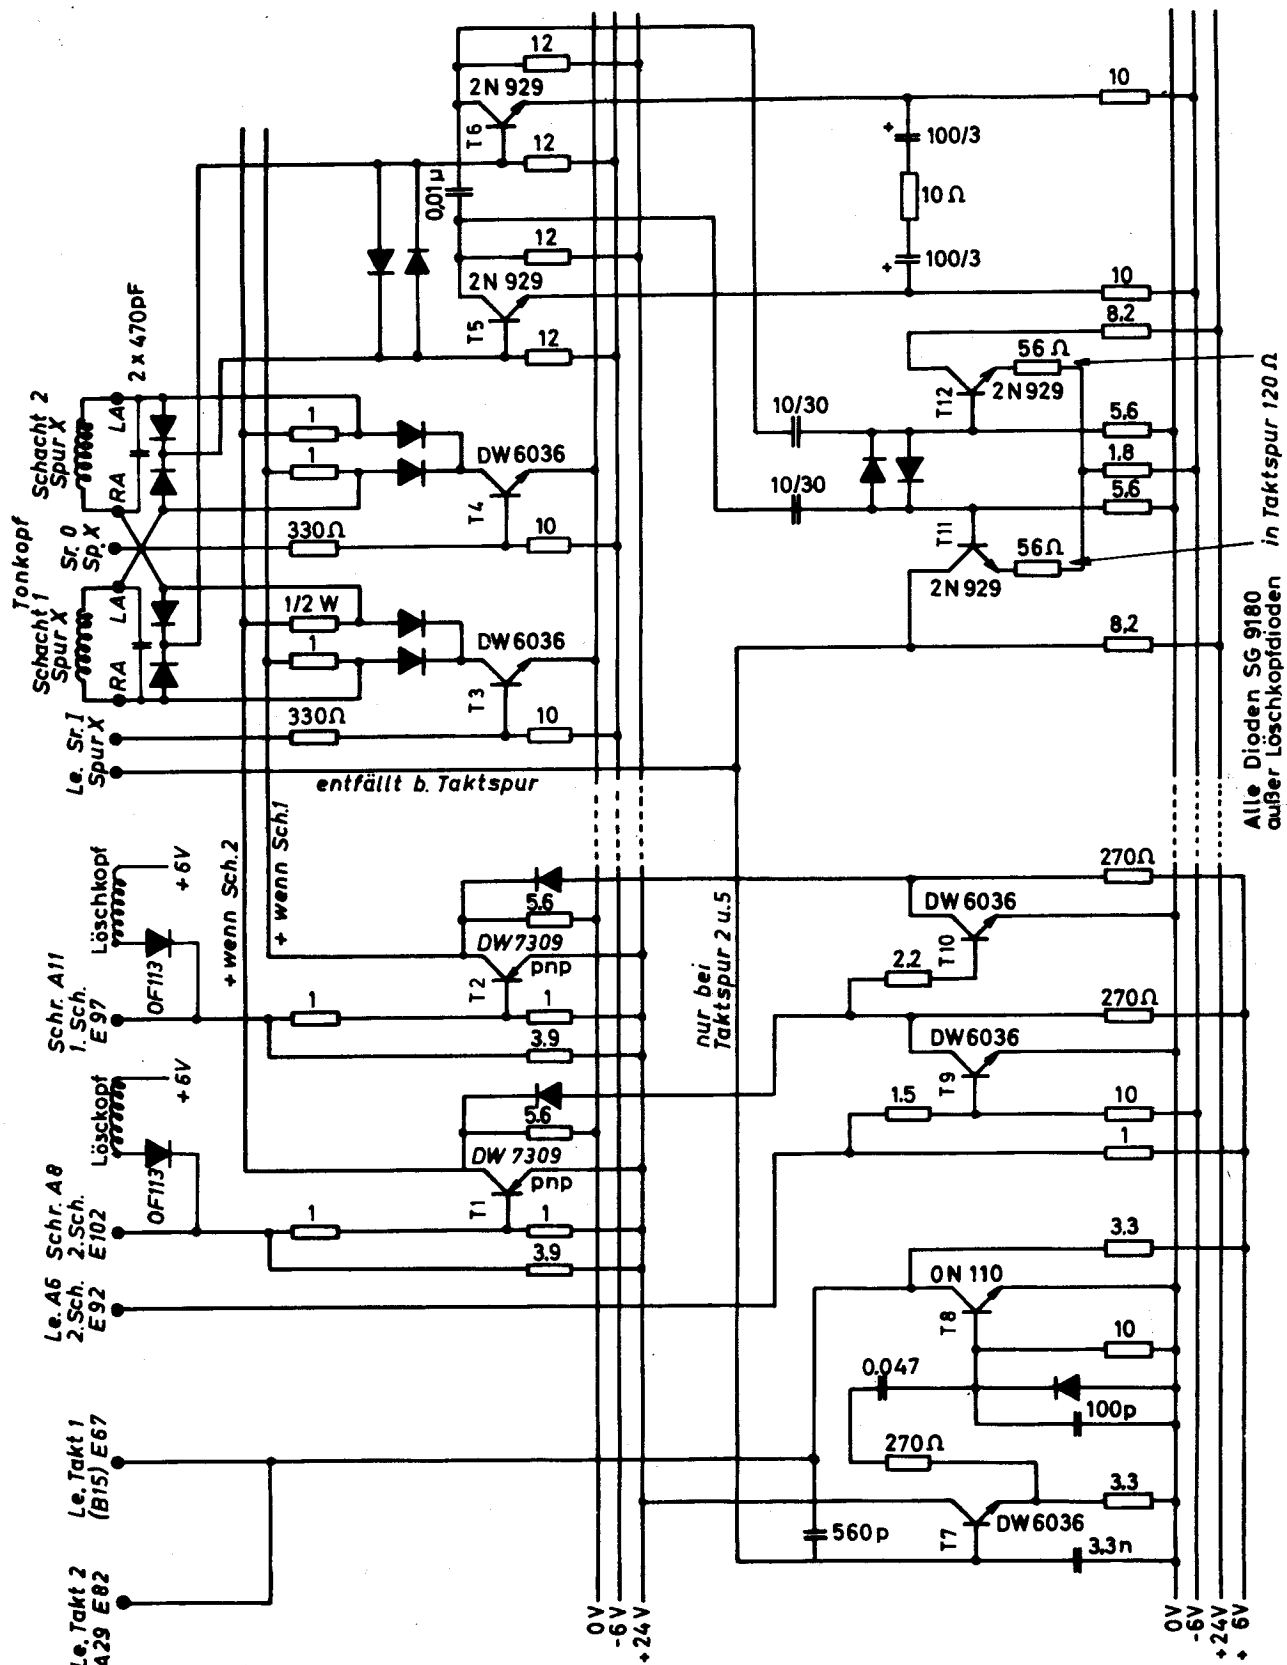 12
2N 929
T6
12
0,01µ
12
2N 929
T5
12
10
100/3
10 Ω
100/3
10
8,2
56 Ω
2N929
T12
5,6
1,8
5,6
T11
56Ω
2N 929
8,2
in Taktspur 120 Ω
10/30
10/30
2 x 470pF
Schacht 2
Spur X
LA
RA
Sr. 0
Sp. X
Tonkopf
Schacht 1
Spur X
LA
RA
Le. Sr. 1
Spur X
1
1
DW 6036
T4
330Ω
10
1/2 W
1
DW 6036
T3
330Ω
10
entfällt b. Taktspur
Alle Dioden SG 9180
außer Löschkopfdioden
Löschkopf
+6V
OF113
Schr. A11
1. Sch.
E 97
+ wenn Sch.2
+ wenn Sch.1
5,6
DW 7309
pnp
T2
1
1
3,9
Lösckopf
+6V
OF113
Schr. A8
2. Sch.
E102
5,6
DW 7309
pnp
T1
1
1
3,9
Le. A6
2. Sch.
E92
nur bei
Taktspur 2 u.5
270Ω
DW 6036
T10
2,2
270Ω
DW 6036
T9
1.5
10
1
3,3
0N 110
T8
10
0,047
100p
270Ω
3,3
DW 6036
T7
560 p
3,3n
Le. Takt 1
(B15) E67
Le. Takt 2
A29 E82
0V
-6V
+24V
0V
-6V
+24V
+ 6V